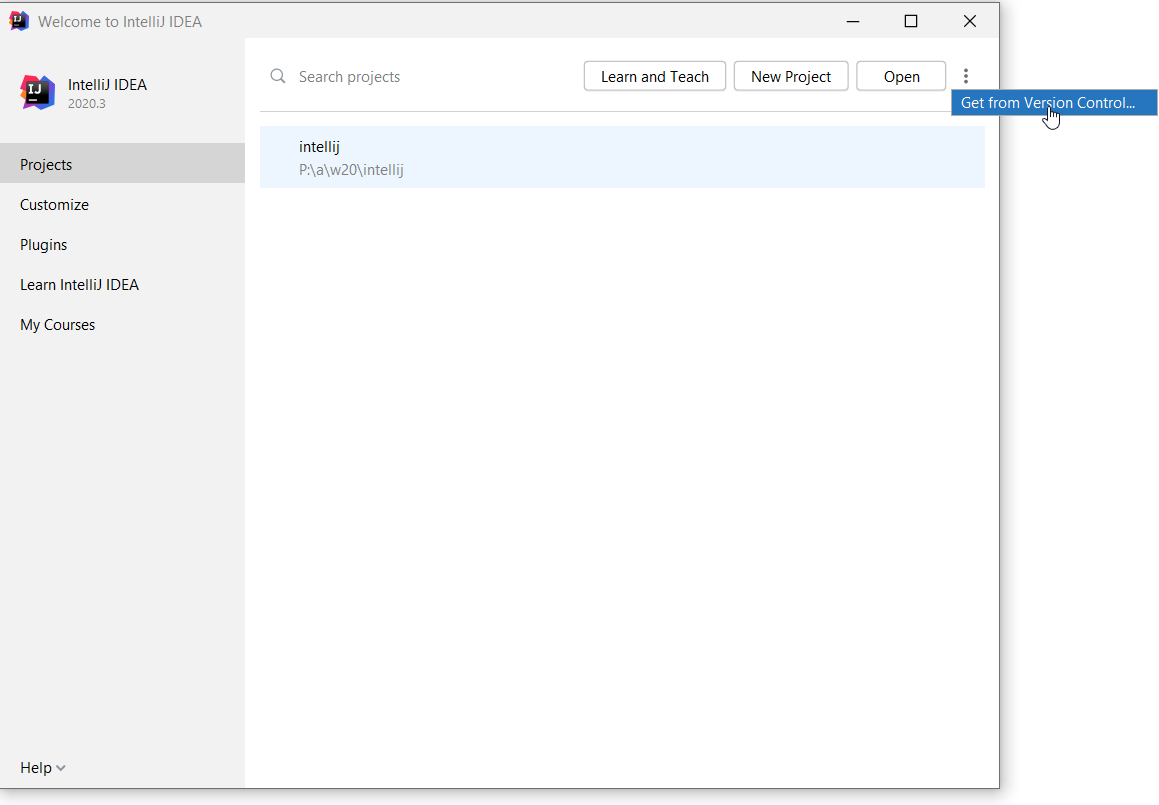 Welcome to IntelliJ IDEA
IJ
IntelliJ IDEA
2020.3
Search projects
Learn and Teach
New Project
Open
Get from Version Control...
intellij
P:\a\w20\intellij
Projects
Customize
Plugins
Learn IntelliJ IDEA
My Courses
Help